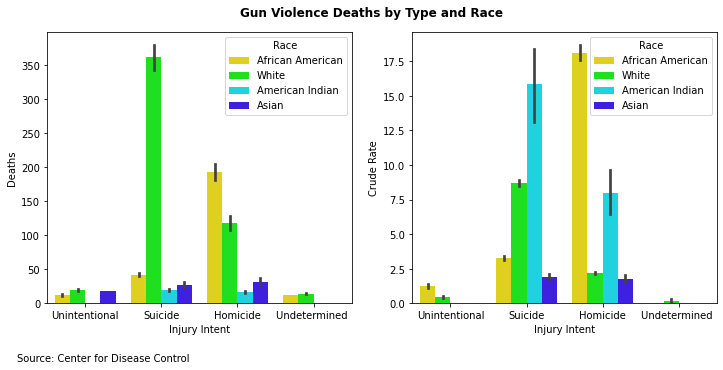 Gun Violence Deaths by Type and Race
Deaths
350
300
250
200
150
100
50
0
Race
African American
White
American Indian
Asian
Unintentional Suicide Homicide Undetermined
Injury Intent
Crude Rate
17.5
15.0
12.5
10.0
7.5
5.0
2.5
0.0
Race
African American
White
American Indian
Asian
Unintentional Suicide Homicide Undetermined
Injury Intent
Source: Center for Disease Control